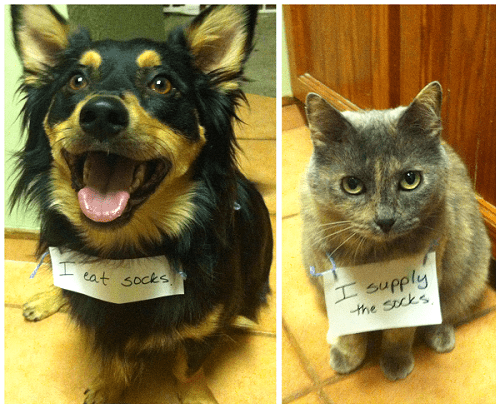 I eat socks.
I supply
the socks.